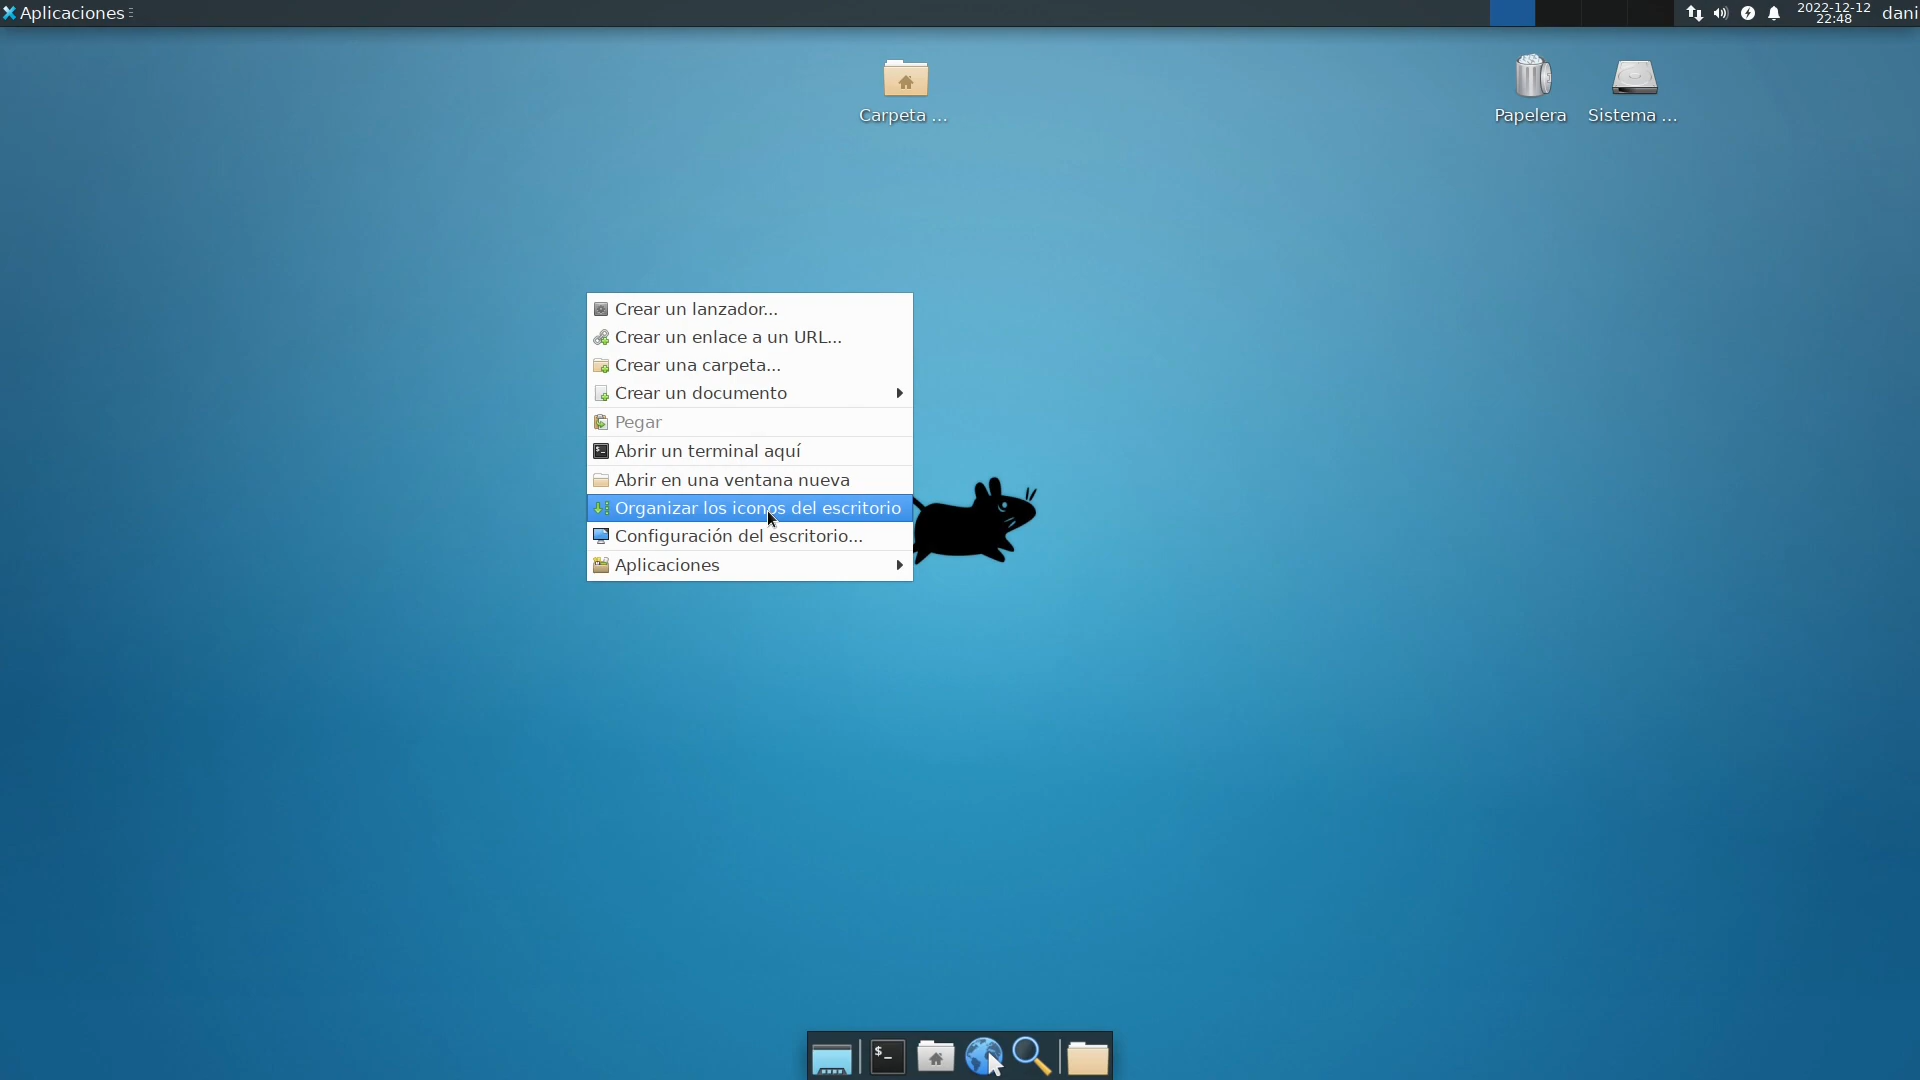 Aplicaciones
2022-12-12
22:48
dani
Carpeta ...
Papelera
Sistema ...
Crear un lanzador...
Crear un enlace a un URL...
Crear una carpeta...
Crear un documento
Pegar
Abrir un terminal aquí
Abrir en una ventana nueva
Organizar los iconos del escritorio
Configuración del escritorio...
Aplicaciones
$_